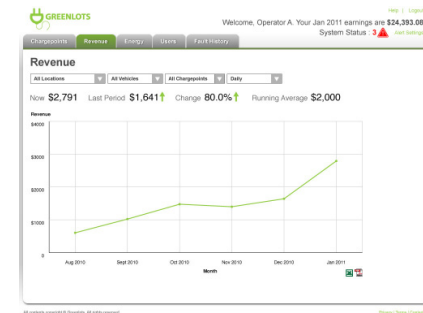 GREENLOTS
Help | Logout
Welcome, Operator A. Your Jan 2011 earnings are $24,393.08
System Status : 3
Chargepoints Revenue Energy Users Fault History
Revenue
All Locations All Vehicles All Chargepoints Daily
Now $2,791 Last Period $1,641 Change 80.0% Running Average $2,000
Revenue
$4000
$3000
$2000
$1000
0
Aug 2010 Sept 2010 Oct 2010 Nov 2010 Dec 2010 Jan 2011
Month